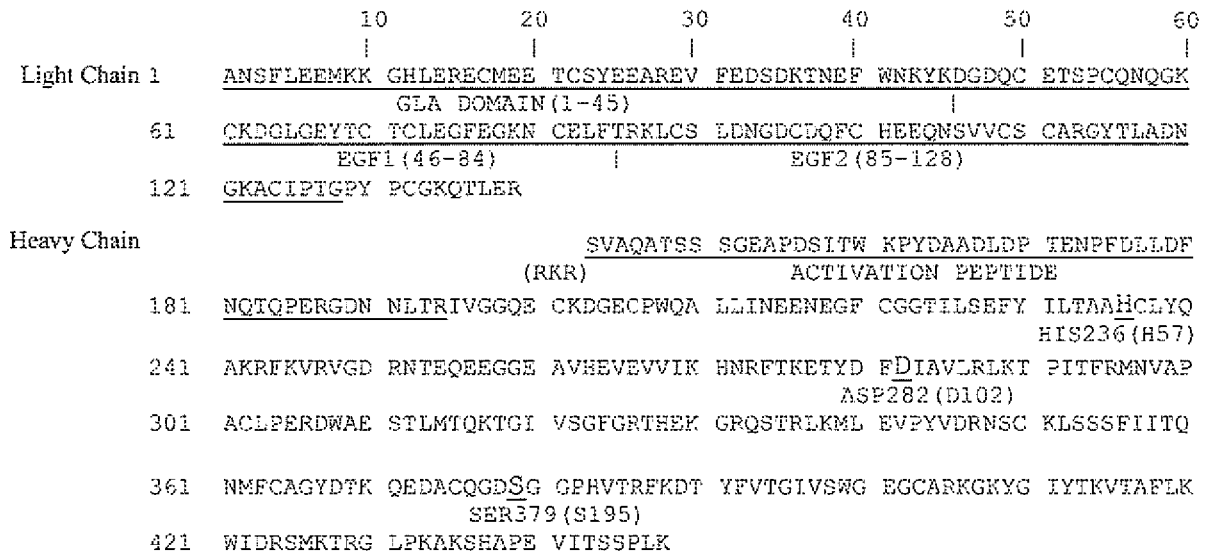 10 20 30 40 50 60
| | | | | |
Light Chain 1 ANSFLEEMKK GHLERECMEE TCSYEEAREV FEDSDKTNEF WNKYKDGDQC ETSPCQNQGK
GLA DOMAIN(1-45) |
61 CKDGLGEYTC TCLEGFEGKN CELFTRKLCS LDNGDCDQFC HEEQNSVVCS CARGYTLADN
EGF1(46-84) | EGF2(85-128)
121 GKACIPTGPY PCGKQTLER
Heavy Chain SVAQATSS SGEAPDSITW KPYDAADLDP TENPFDLLDF
(RKR) ACTIVATION PEPTIDE
181 NQTQPERGDN NLTRIVGGQE CKDGECPWQA LLINEENEGF CGGTILSEFY ILTAAHCLYQ
HIS236(H57)
241 AKRFKVRVGD RNTEQEEGGE AVHEVEVVIK HNRFTKETYD FDIAVLRLKT PITFRMNVAP
ASP282(D102)
301 ACLPERDWAE STLMTQKTGI VSGFGRTHEK GRQSTRLKML EVPYVDRNSC KLSSSFIITQ
361 NMFCAGYDTK QEDACQGDSG GPHVTRFKDT YFVTGIVSWG EGCARKGKYG IYTKVTAFLK
SER379(S195)
421 WIDRSMKTRG LPKAKSHAPE VITSSPLK